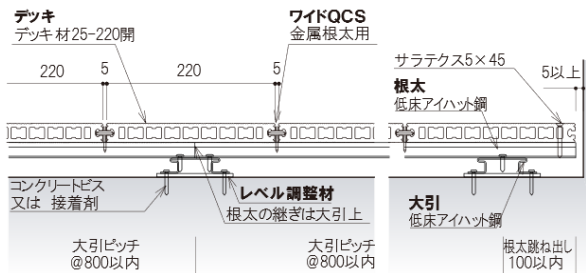 デッキ
デッキ材25-220開
ワイドQCS
金属根太用
220
5
220
5
サラテクス5×45
5以上
根太
低床アイハット鋼
コンクリートビス
又は 接着剤
レベル調整材
根太の継ぎは大引上
大引
低床アイハット鋼
大引ピッチ
@800以内
大引ピッチ
@800以内
根太跳ね出し
100以内